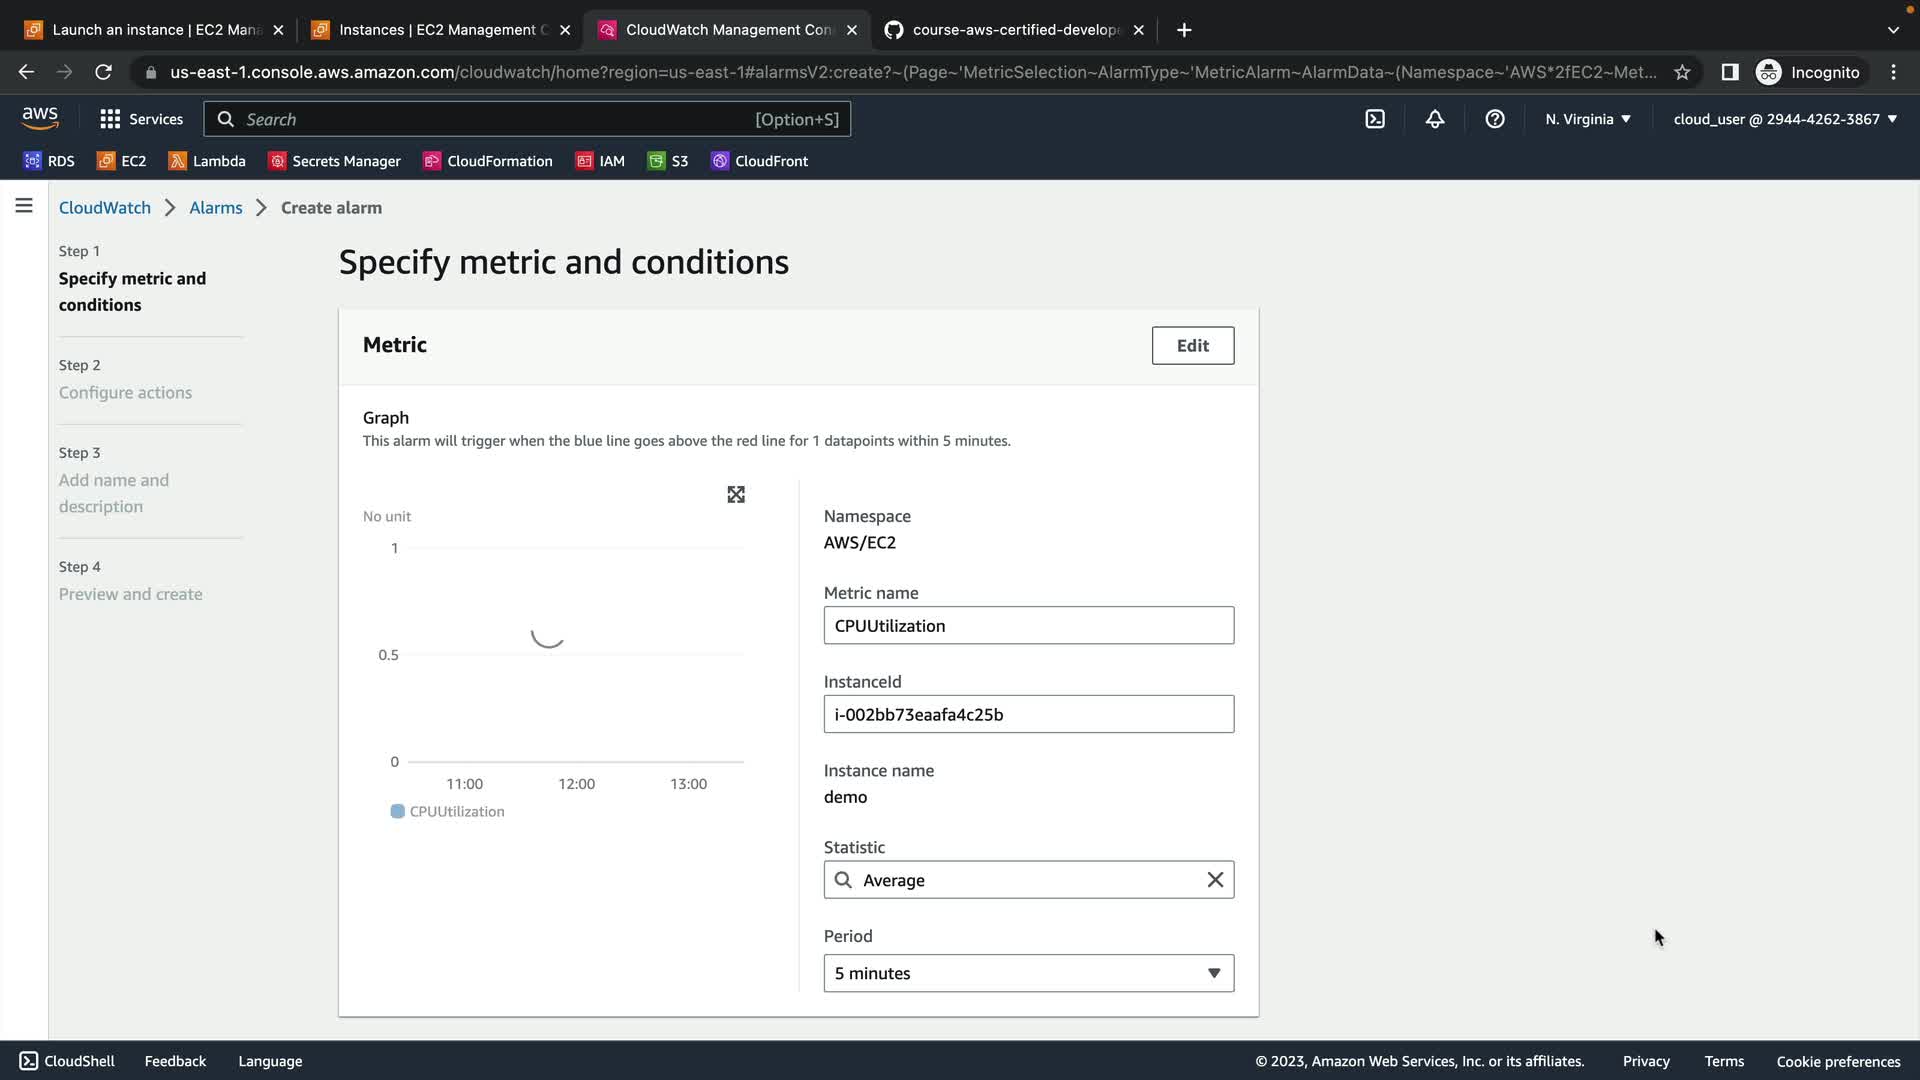 Launch an instance | EC2 Mana
Instances | EC2 Management C
CloudWatch Management Con
course-aws-certified-develope
us-east-1.console.aws.amazon.com/cloudwatch/home?region=us-east-1#alarmsV2:create?~(Page~'MetricSelection~AlarmType~'MetricAlarm~AlarmData~(Namespace~'AWS*2fEC2~Met...
Incognito
aws
Services
Search
[Option+S]
N. Virginia
cloud_user @ 2944-4262-3867
RDS
EC2
Lambda
Secrets Manager
CloudFormation
IAM
S3
CloudFront
CloudWatch
Alarms
Create alarm
Step 1
Specify metric and
conditions
Step 2
Configure actions
Step 3
Add name and
description
Step 4
Preview and create
Specify metric and conditions
Metric
Edit
Graph
This alarm will trigger when the blue line goes above the red line for 1 datapoints within 5 minutes.
No unit
1
0.5
0
11:00
12:00
13:00
CPUUtilization
Namespace
AWS/EC2
Metric name
CPUUtilization
InstanceId
i-002bb73eaafa4c25b
Instance name
demo
Statistic
Average
Period
5 minutes
CloudShell
Feedback
Language
© 2023, Amazon Web Services, Inc. or its affiliates.
Privacy
Terms
Cookie preferences